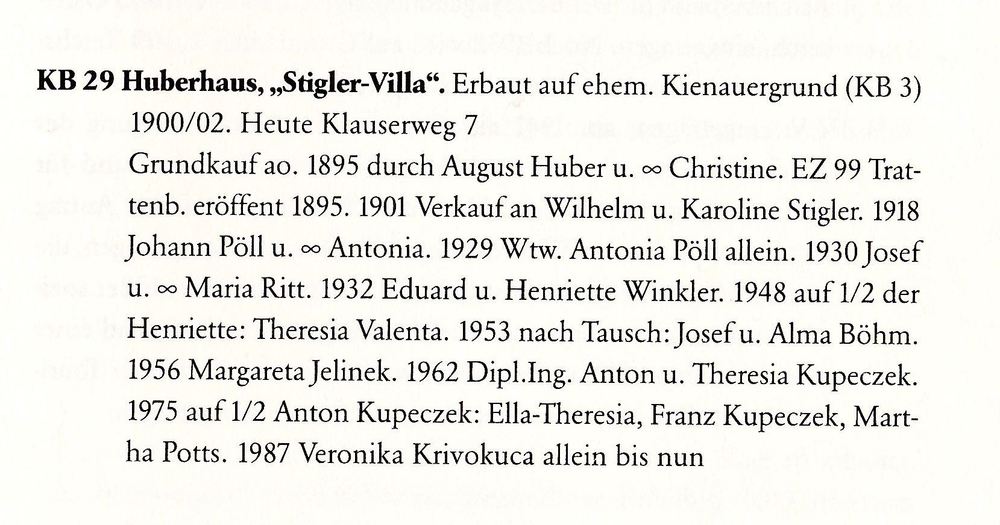 KB 29 Huberhaus, „Stigler-Villa“. Erbaut auf ehem. Kienauergrund (KB 3)
1900/02. Heute Klauserweg 7
Grundkauf ao. 1895 durch August Huber u. ∞ Christine. EZ 99 Trat-
tenb. eröffent 1895. 1901 Verkauf an Wilhelm u. Karoline Stigler. 1918
Johann Pöll u. ∞ Antonia. 1929 Wtw. Antonia Pöll allein. 1930 Josef
u. ∞ Maria Ritt. 1932 Eduard u. Henriette Winkler. 1948 auf 1/2 der
Henriette: Theresia Valenta. 1953 nach Tausch: Josef u. Alma Böhm.
1956 Margareta Jelinek. 1962 Dipl.Ing. Anton u. Theresia Kupeczek.
1975 auf 1/2 Anton Kupeczek: Ella-Theresia, Franz Kupeczek, Mart-
ha Potts. 1987 Veronika Krivokuca allein bis nun